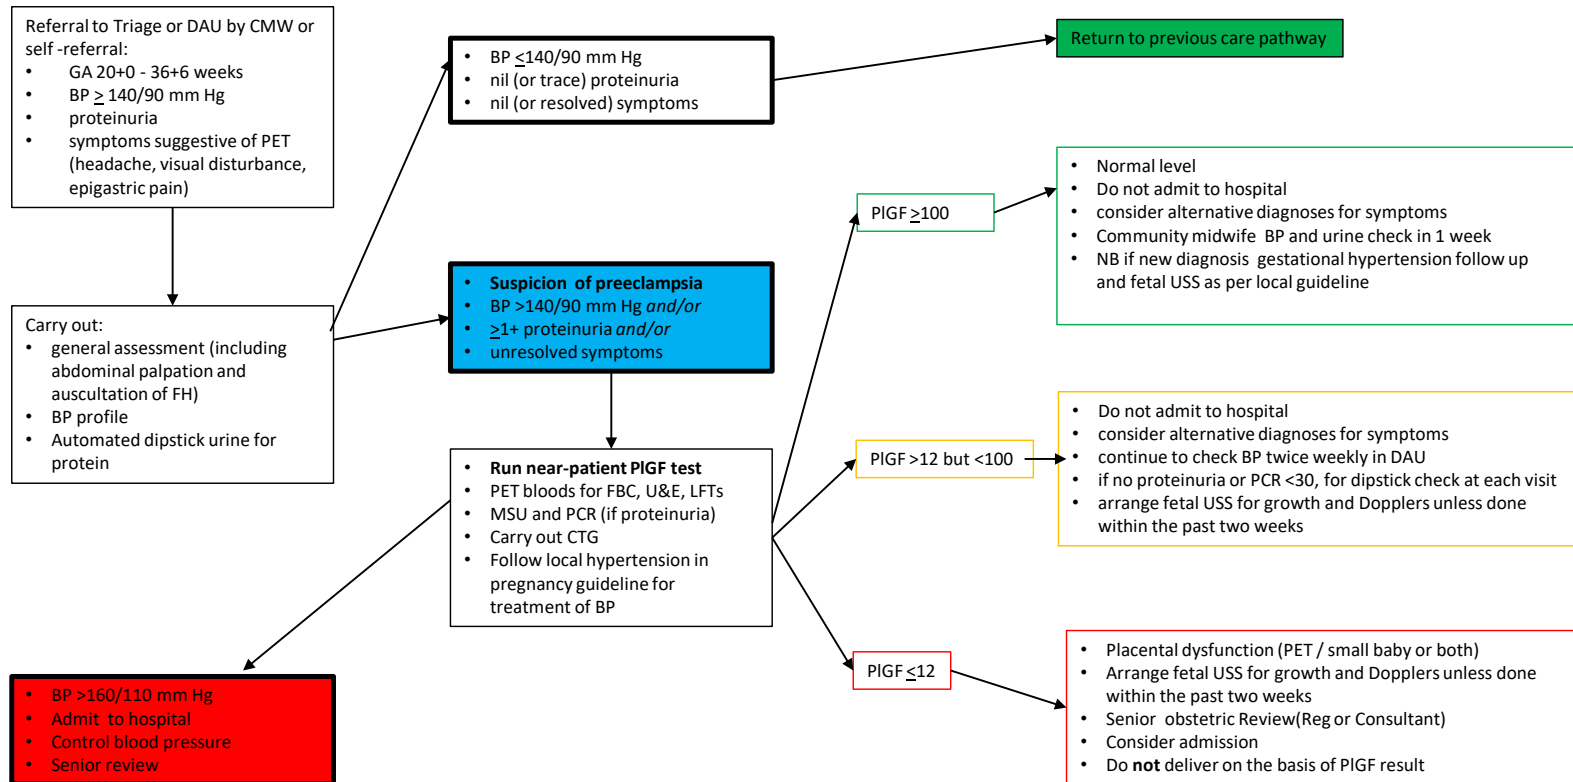 Referral to Triage or DAU by CMW or
self -referral:
• GA 20+0 - 36+6 weeks
• BP ≥ 140/90 mm Hg
• proteinuria
• symptoms suggestive of PET
(headache, visual disturbance,
epigastric pain)
Carry out:
• general assessment (including
abdominal palpation and
auscultation of FH)
• BP profile
• Automated dipstick urine for
protein
• BP ≤140/90 mm Hg
• nil (or trace) proteinuria
• nil (or resolved) symptoms
Return to previous care pathway
• Suspicion of preeclampsia
• BP >140/90 mm Hg and/or
• ≥1+ proteinuria and/or
• unresolved symptoms
• Run near-patient PlGF test
• PET bloods for FBC, U&E, LFTs
• MSU and PCR (if proteinuria)
• Carry out CTG
• Follow local hypertension in
pregnancy guideline for
treatment of BP
• BP >160/110 mm Hg
• Admit to hospital
• Control blood pressure
• Senior review
PlGF ≥100
• Normal level
• Do not admit to hospital
• consider alternative diagnoses for symptoms
• Community midwife BP and urine check in 1 week
• NB if new diagnosis gestational hypertension follow up
and fetal USS as per local guideline
PlGF >12 but <100
• Do not admit to hospital
• consider alternative diagnoses for symptoms
• continue to check BP twice weekly in DAU
• if no proteinuria or PCR <30, for dipstick check at each visit
• arrange fetal USS for growth and Dopplers unless done
within the past two weeks
PlGF ≤12
• Placental dysfunction (PET / small baby or both)
• Arrange fetal USS for growth and Dopplers unless done
within the past two weeks
• Senior obstetric Review(Reg or Consultant)
• Consider admission
• Do not deliver on the basis of PlGF result